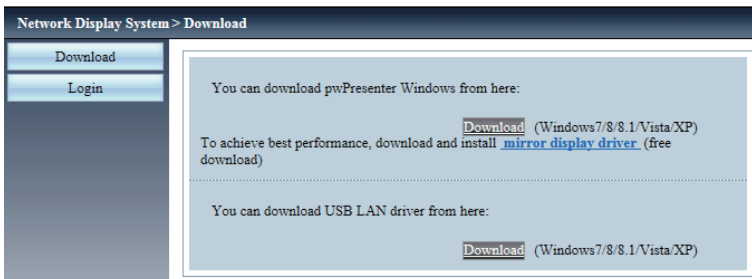 Network Display System > Download
Download
Login
You can download pwPresenter Windows from here:
Download (Windows7/8/8.1/Vista/XP)
To achieve best performance, download and install mirror display driver (free
download)
You can download USB LAN driver from here:
Download (Windows7/8/8.1/Vista/XP)